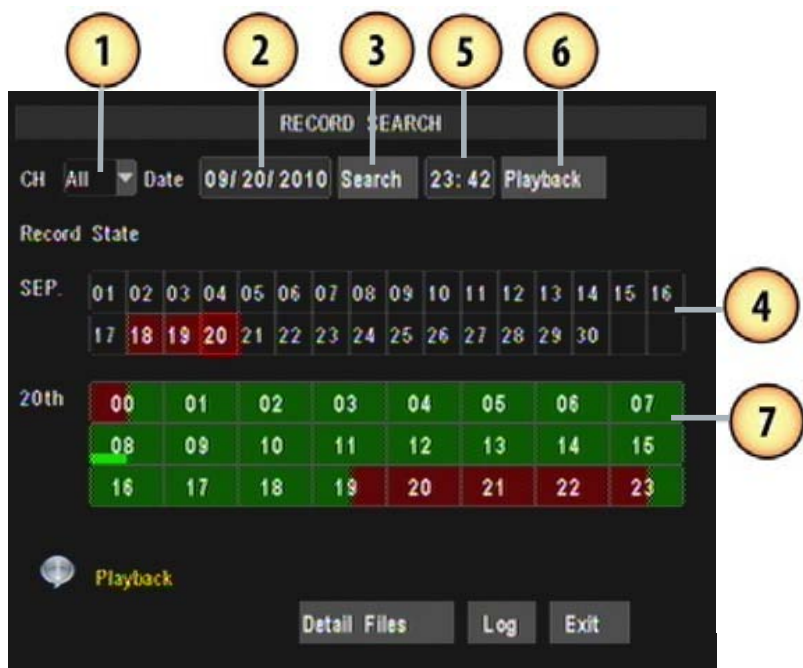 1 2 3 5 6
RECORD SEARCH
CH All Date 09/20/2010 Search 23:42 Playback
Record State
SEP. 01 02 03 04 05 06 07 08 09 10 11 12 13 14 15 16
4
17 18 19 20 21 22 23 24 25 26 27 28 29 30
20th 00 01 02 03 04 05 06 07
7
08 09 10 11 12 13 14 15
16 17 18 19 20 21 22 23
Playback
Detail Files Log Exit